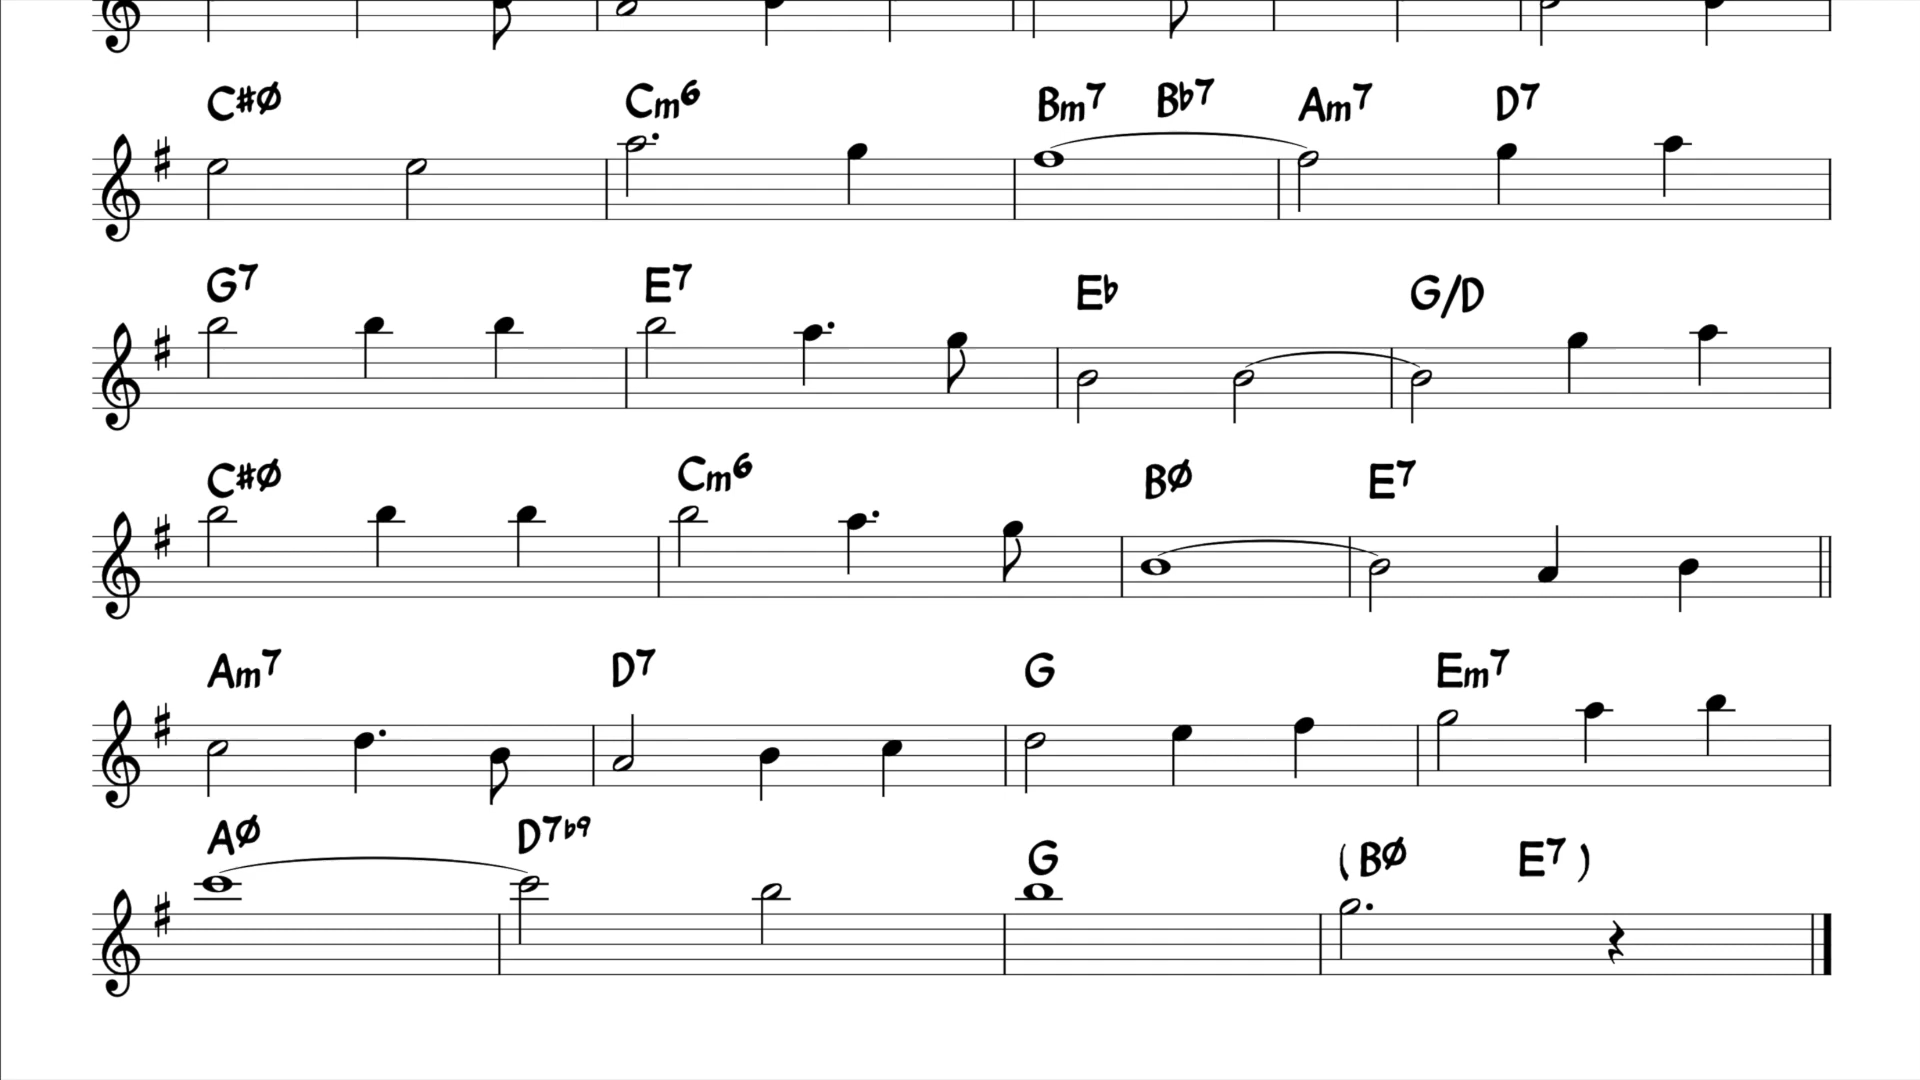 C#ø Cm6 Bm7 Bb7 Am7 D7
G7 E7 Eb G/D
C#ø Cm6 Bø E7
Am7 D7 G Em7
Aø D7b9 G (Bø E7)